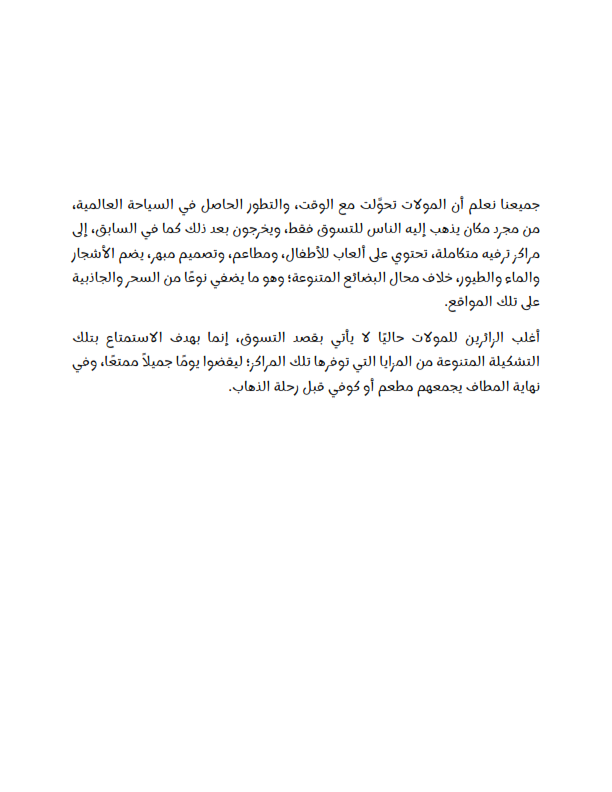 جميعنا نعلم أن المولات تحوَّلت مع الوقت، والتطور الحاصل في السياحة العالمية،
من مجرد مكان يذهب إليه الناس للتسوق فقط، ويخرجون بعد ذلك كما في السابق، إلى
مراكز ترفيه متكاملة، تحتوي على ألعاب للأطفال، ومطاعم، وتصميم مبهر، يضم الأشجار
والماء والطيور، خلاف محال البضائع المتنوعة؛ وهو ما يضفي نوعًا من السحر والجاذبية
على تلك المواقع.
أغلب الزائرين للمولات حاليًا لا يأتي بقصد التسوق، إنما بهدف الاستمتاع بتلك
التشكيلة المتنوعة من المزايا التي توفرها تلك المراكز؛ ليقضوا يومًا جميلاً ممتعًا، وفي
نهاية المطاف يجمعهم مطعم أو كوفي قبل رحلة الذهاب.